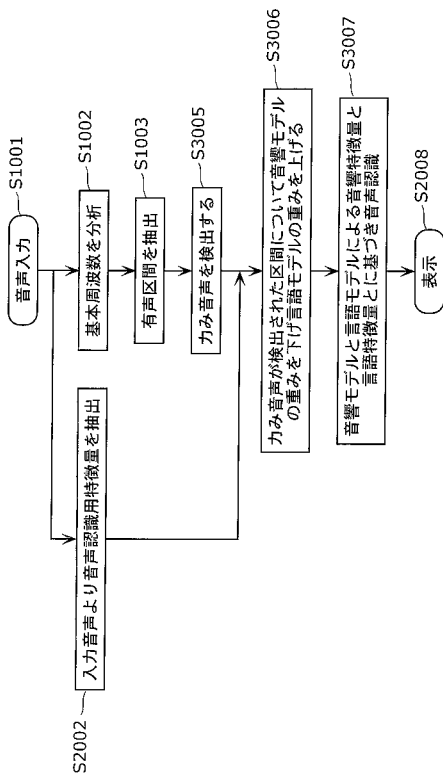 音声入力
S1001
基本周波数を分析
S1002
有声区間を抽出
S1003
力み音声を検出する
S3005
入力音声より音声認識用特徴量を抽出
S2002
力み音声が検出された区間について音響モデル
の重みを下げ言語モデルの重みを上げる
S3006
音響モデルと言語モデルによる音響特徴量と
言語特徴量とに基づき音声認識
S3007
表示
S2008